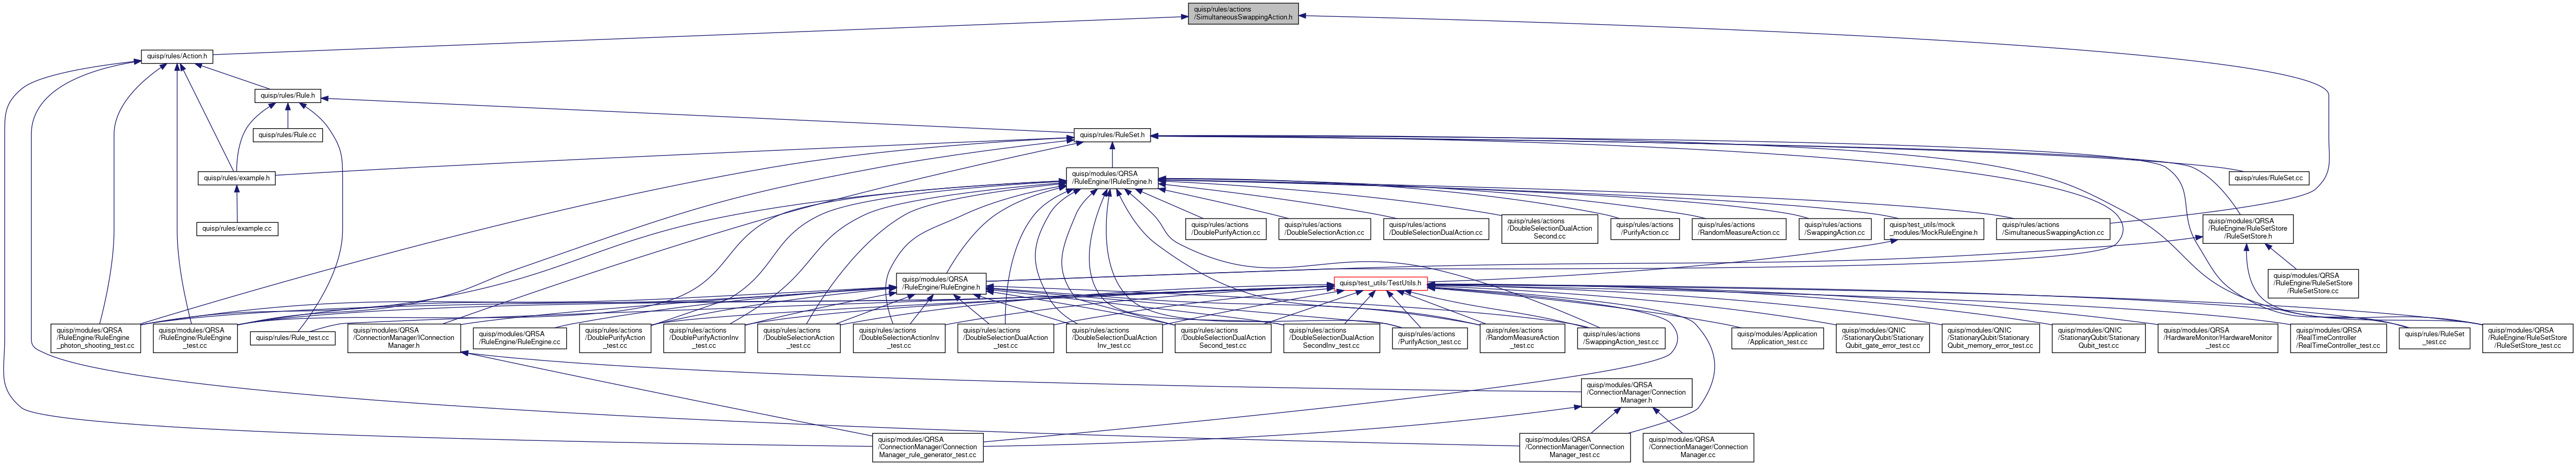 quisp/rules/actions
/SimultaneousSwappingAction.h
quisp/rules/Action.h
quisp/rules/Rule.h
quisp/rules/Rule.cc
quisp/rules/RuleSet.h
quisp/rules/example.h
quisp/modules/QRSA
/RuleEngine/IRuleEngine.h
quisp/rules/RuleSet.cc
quisp/rules/example.cc
quisp/rules/actions
/DoublePurifyAction.cc
quisp/rules/actions
/DoubleSelectionAction.cc
quisp/rules/actions
/DoubleSelectionDualAction.cc
quisp/rules/actions
/DoubleSelectionDualAction
Second.cc
quisp/rules/actions
/PurifyAction.cc
quisp/rules/actions
/RandomMeasureAction.cc
quisp/rules/actions
/SwappingAction.cc
quisp/test_utils/mock
_modules/MockRuleEngine.h
quisp/rules/actions
/SimultaneousSwappingAction.cc
quisp/modules/QRSA
/RuleEngine/RuleSetStore
/RuleSetStore.h
quisp/modules/QRSA
/RuleEngine/RuleEngine.h
quisp/test_utils/TestUtils.h
quisp/modules/QRSA
/RuleEngine/RuleSetStore
/RuleSetStore.cc
quisp/modules/QRSA
/RuleEngine/RuleEngine
_photon_shooting_test.cc
quisp/modules/QRSA
/RuleEngine/RuleEngine
_test.cc
quisp/rules/Rule_test.cc
quisp/modules/QRSA
/ConnectionManager/IConnection
Manager.h
quisp/modules/QRSA
/RuleEngine/RuleEngine.cc
quisp/rules/actions
/DoublePurifyAction
_test.cc
quisp/rules/actions
/DoublePurifyActionInv
_test.cc
quisp/rules/actions
/DoubleSelectionAction
_test.cc
quisp/rules/actions
/DoubleSelectionActionInv
_test.cc
quisp/rules/actions
/DoubleSelectionDualAction
_test.cc
quisp/rules/actions
/DoubleSelectionDualAction
Inv_test.cc
quisp/rules/actions
/DoubleSelectionDualAction
Second_test.cc
quisp/rules/actions
/DoubleSelectionDualAction
SecondInv_test.cc
quisp/rules/actions
/PurifyAction_test.cc
quisp/rules/actions
/RandomMeasureAction
_test.cc
quisp/rules/actions
/SwappingAction_test.cc
quisp/modules/Application
/Application_test.cc
quisp/modules/QNIC
/StationaryQubit/Stationary
Qubit_gate_error_test.cc
quisp/modules/QNIC
/StationaryQubit/Stationary
Qubit_memory_error_test.cc
quisp/modules/QNIC
/StationaryQubit/Stationary
Qubit_test.cc
quisp/modules/QRSA
/HardwareMonitor/HardwareMonitor
_test.cc
quisp/modules/QRSA
/RealTimeController
/RealTimeController_test.cc
quisp/rules/RuleSet
_test.cc
quisp/modules/QRSA
/RuleEngine/RuleSetStore
/RuleSetStore_test.cc
quisp/modules/QRSA
/ConnectionManager/Connection
Manager.h
quisp/modules/QRSA
/ConnectionManager/Connection
Manager_rule_generator_test.cc
quisp/modules/QRSA
/ConnectionManager/Connection
Manager_test.cc
quisp/modules/QRSA
/ConnectionManager/Connection
Manager.cc